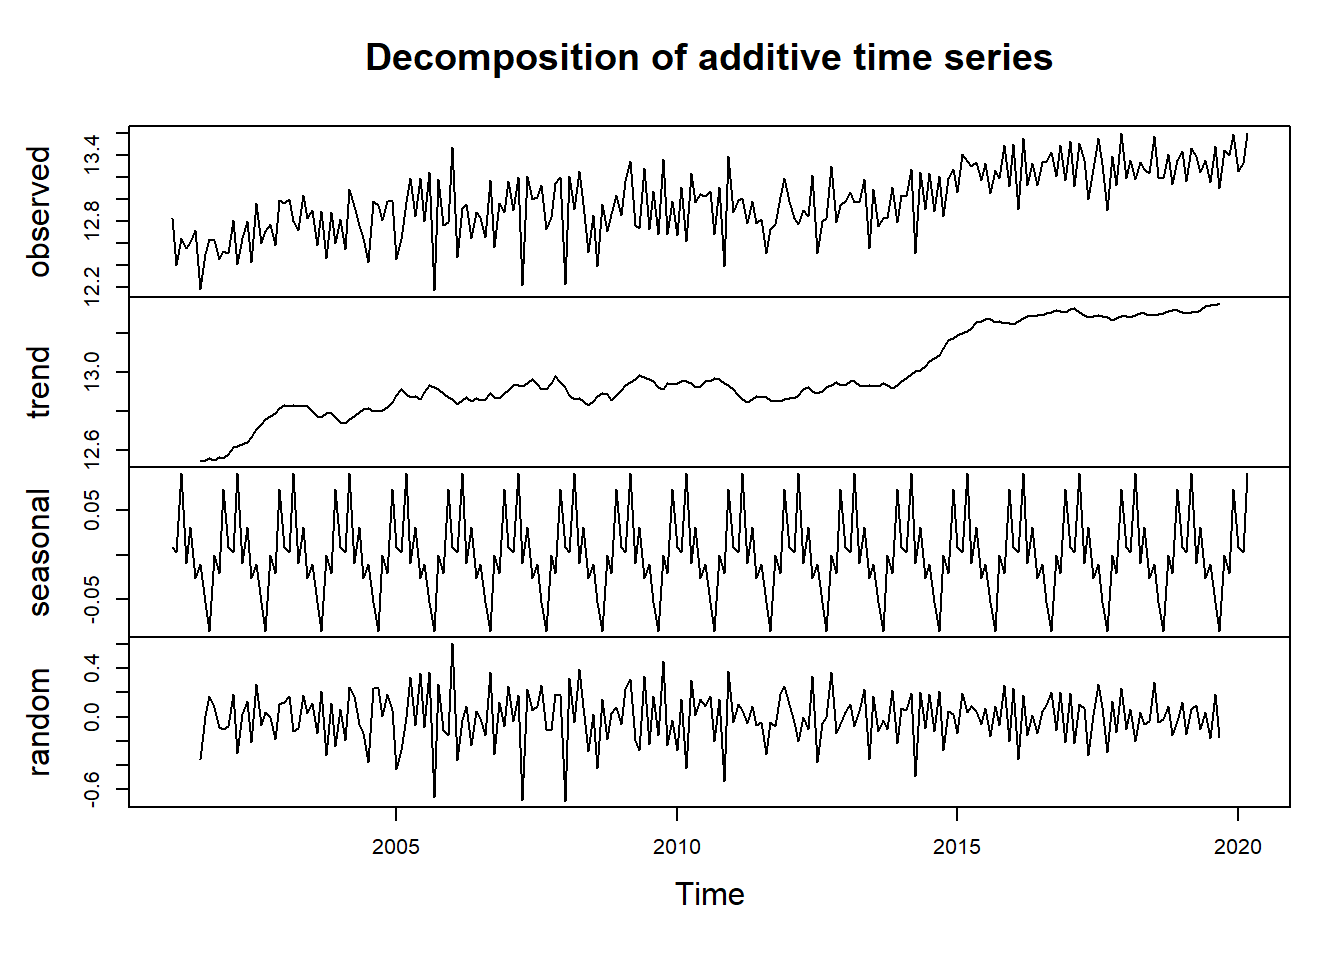 Decomposition of additive time series
observed
12.2 12.8 13.4
trend
12.6 13.0
seasonal
-0.05 0.05
random
-0.6 0.0 0.4
2005 2010 2015 2020
Time